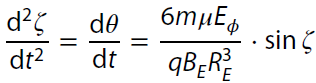 d²ζ/dt² = dθ/dt = 6mμE_ϕ/qB_E R_E³ · sin ζ